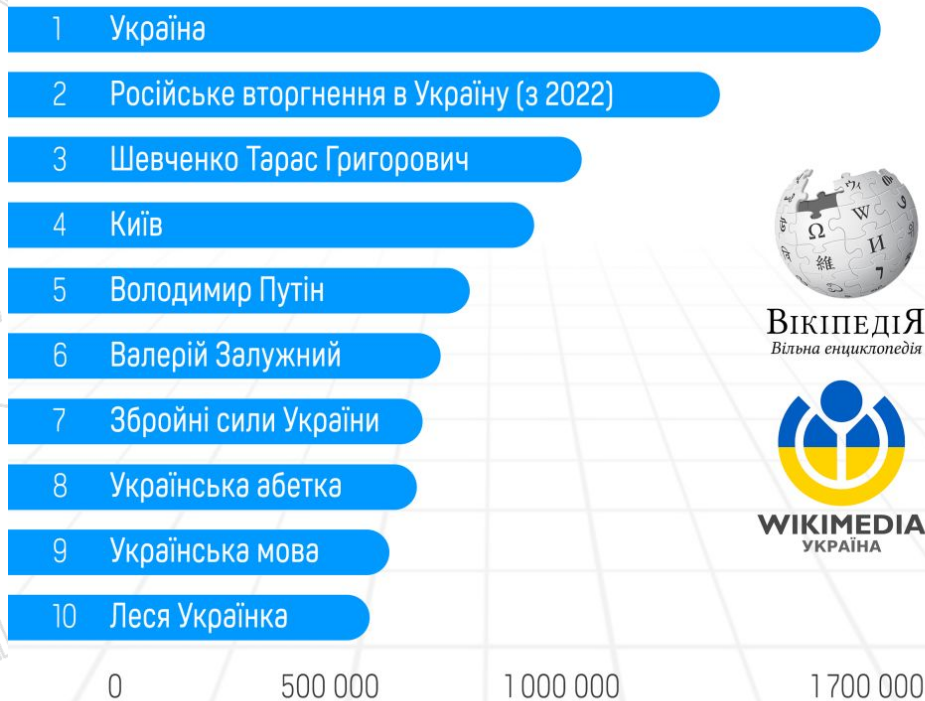 1 Україна
2 Російське вторгнення в Україну (з 2022)
3 Шевченко Тарас Григорович
4 Київ
5 Володимир Путін
6 Валерій Залужний
7 Збройні сили України
8 Українська абетка
9 Українська мова
10 Леся Українка
0 500 000 1 000 000 1 700 000
Ω W И 維 7
ВІКІПЕДІЯ
Вільна енциклопедія
WIKIMEDIA
УКРАЇНА